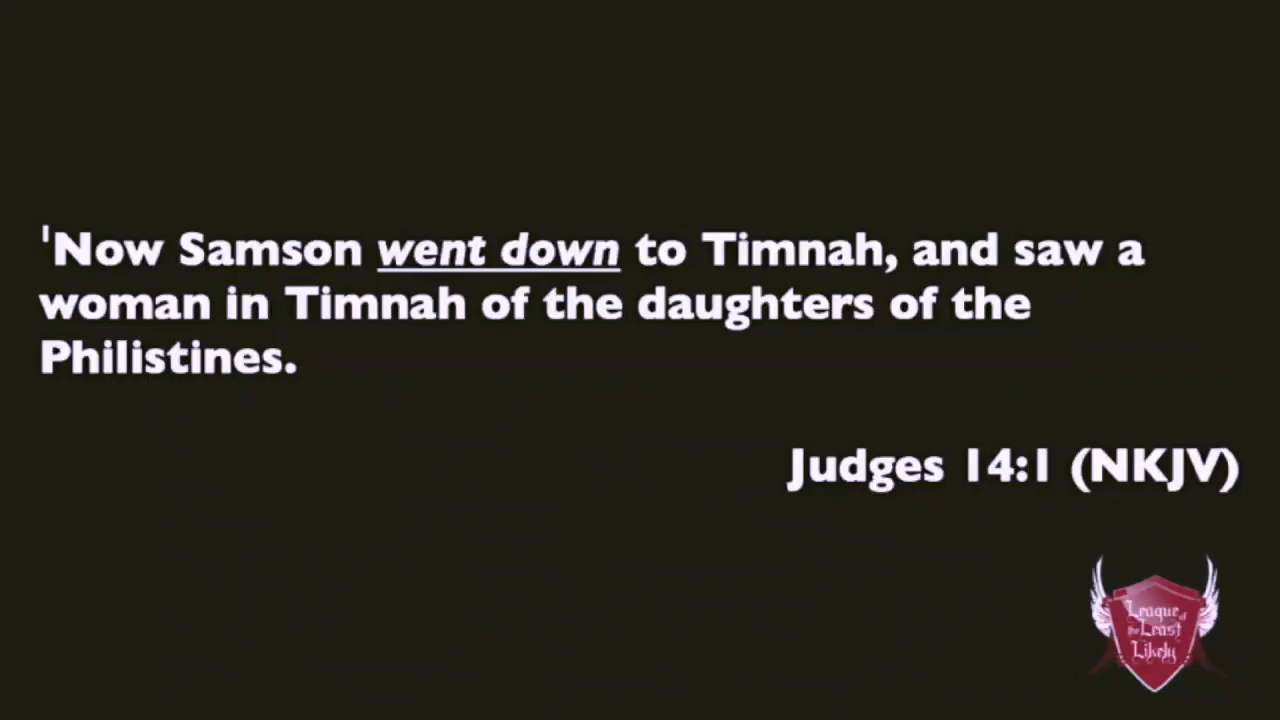 ¹Now Samson went down to Timnah, and saw a
woman in Timnah of the daughters of the
Philistines.
Judges 14:1 (NKJV)
League of
the Least
Likely